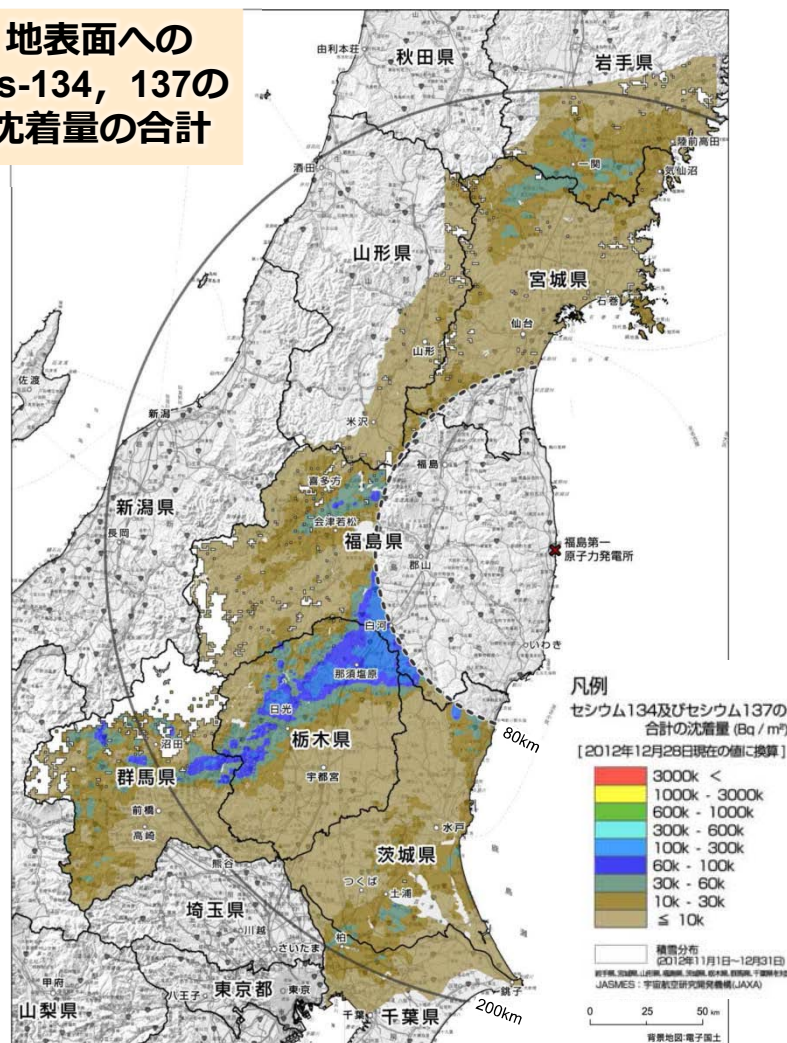 地表面への
s-134，137の
沈着量の合計
由利本荘
秋田県
岩手県
陸前高田
酒田
一関
気仙沼
山形県
宮城県
石巻
仙台
山形
佐渡
米沢
新潟
福島
喜多方
新潟県
会津若松
長岡
福島県
福島第一
原子力発電所
郡山
白河
いわき
那須塩原
日光
80km
沼田
栃木県
群馬県
宇都宮
前橋
高崎
水戸
茨城県
熊谷
つくば
土浦
埼玉県
川越
柏
さいたま
甲府
八王子
東京都
東京
銚子
200km
山梨県
千葉
千葉県
凡例
セシウム134及びセシウム137の
合計の沈着量 (Bq / m²)
[ 2012年12月28日現在の値に換算 ]
3000k <
1000k - 3000k
600k - 1000k
300k - 600k
100k - 300k
60k - 100k
30k - 60k
10k - 30k
≦ 10k
積雪分布
(2012年11月1日～12月31日)
JASMES：宇宙航空研究開発機構(JAXA)
0 25 50 km
背景地図:電子国土